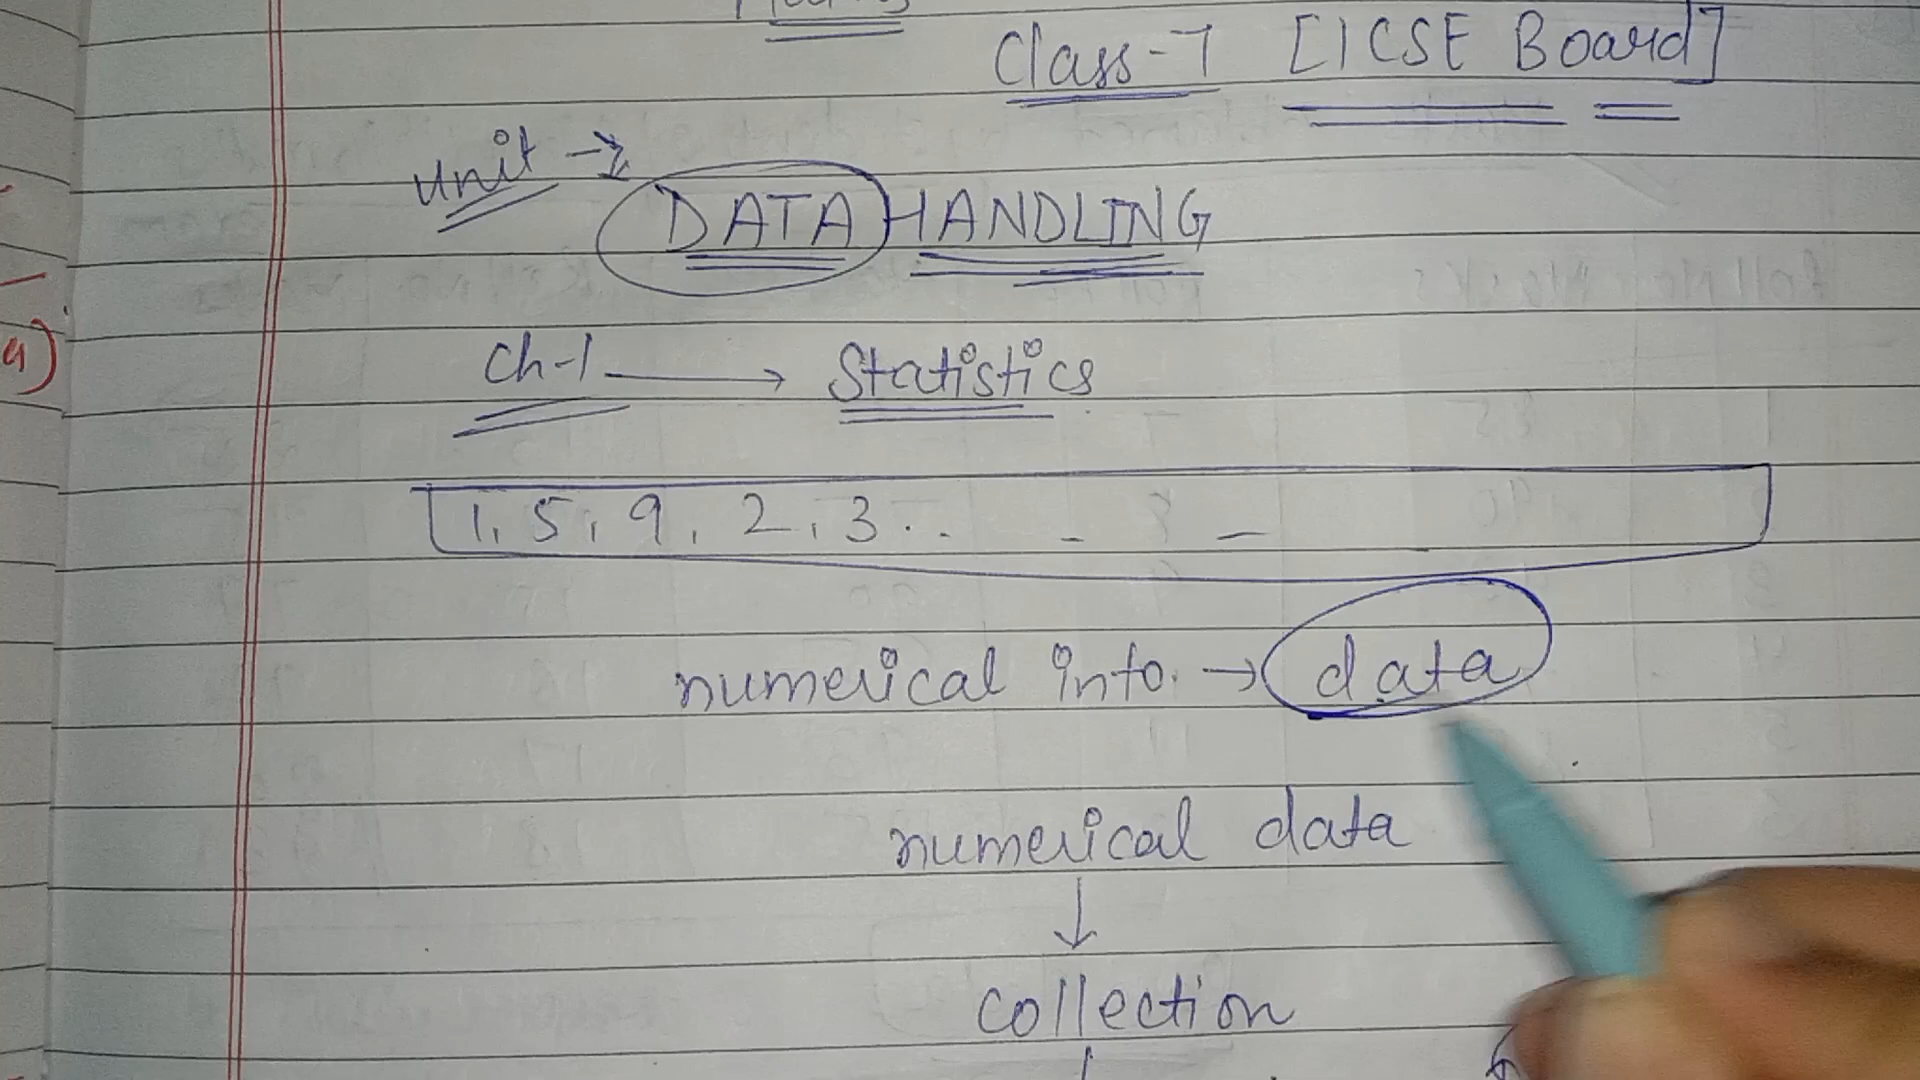 Class-7 [ICSE Board]
Unit →
DATA HANDLING
Ch-1 → Statistics
1, 5, 9, 2, 3 . . - -
numerical info. → data
numerical data
↓
collection
a)